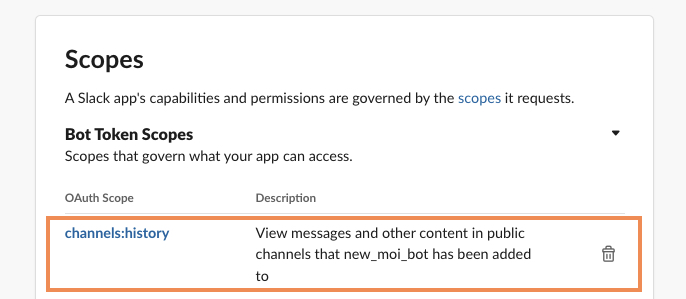 Scopes
A Slack app's capabilities and permissions are governed by the scopes it requests.
Bot Token Scopes
Scopes that govern what your app can access.
OAuth Scope Description
channels:history View messages and other content in public
channels that new_moi_bot has been added
to